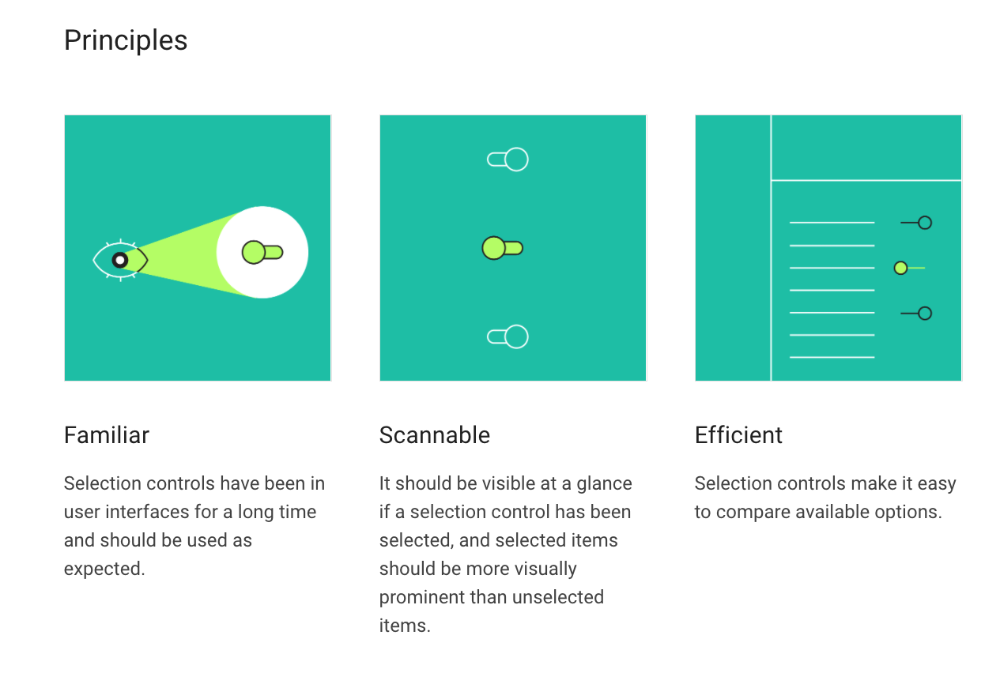 Principles
Familiar
Selection controls have been in
user interfaces for a long time
and should be used as
expected.
Scannable
It should be visible at a glance
if a selection control has been
selected, and selected items
should be more visually
prominent than unselected
items.
Efficient
Selection controls make it easy
to compare available options.